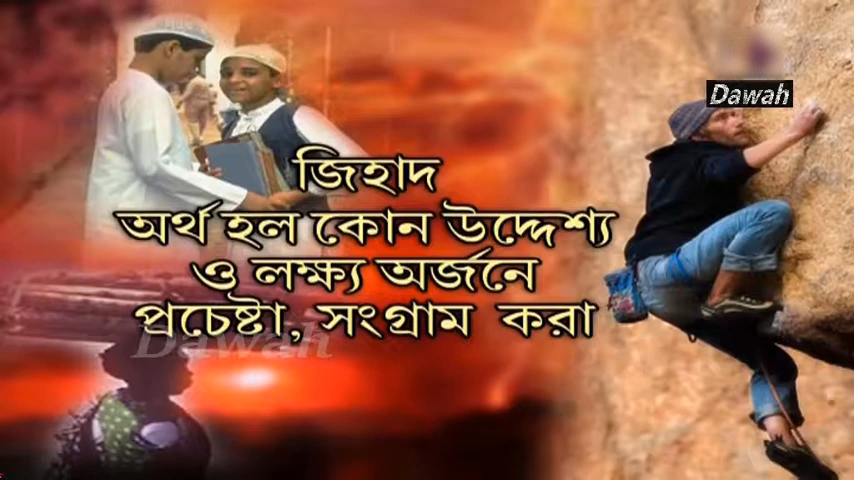 Dawah
জিহাদ
অর্থ হল কোন উদ্দেশ্য
ও লক্ষ্য অর্জনে
প্রচেষ্টা, সংগ্রাম করা
Dawah